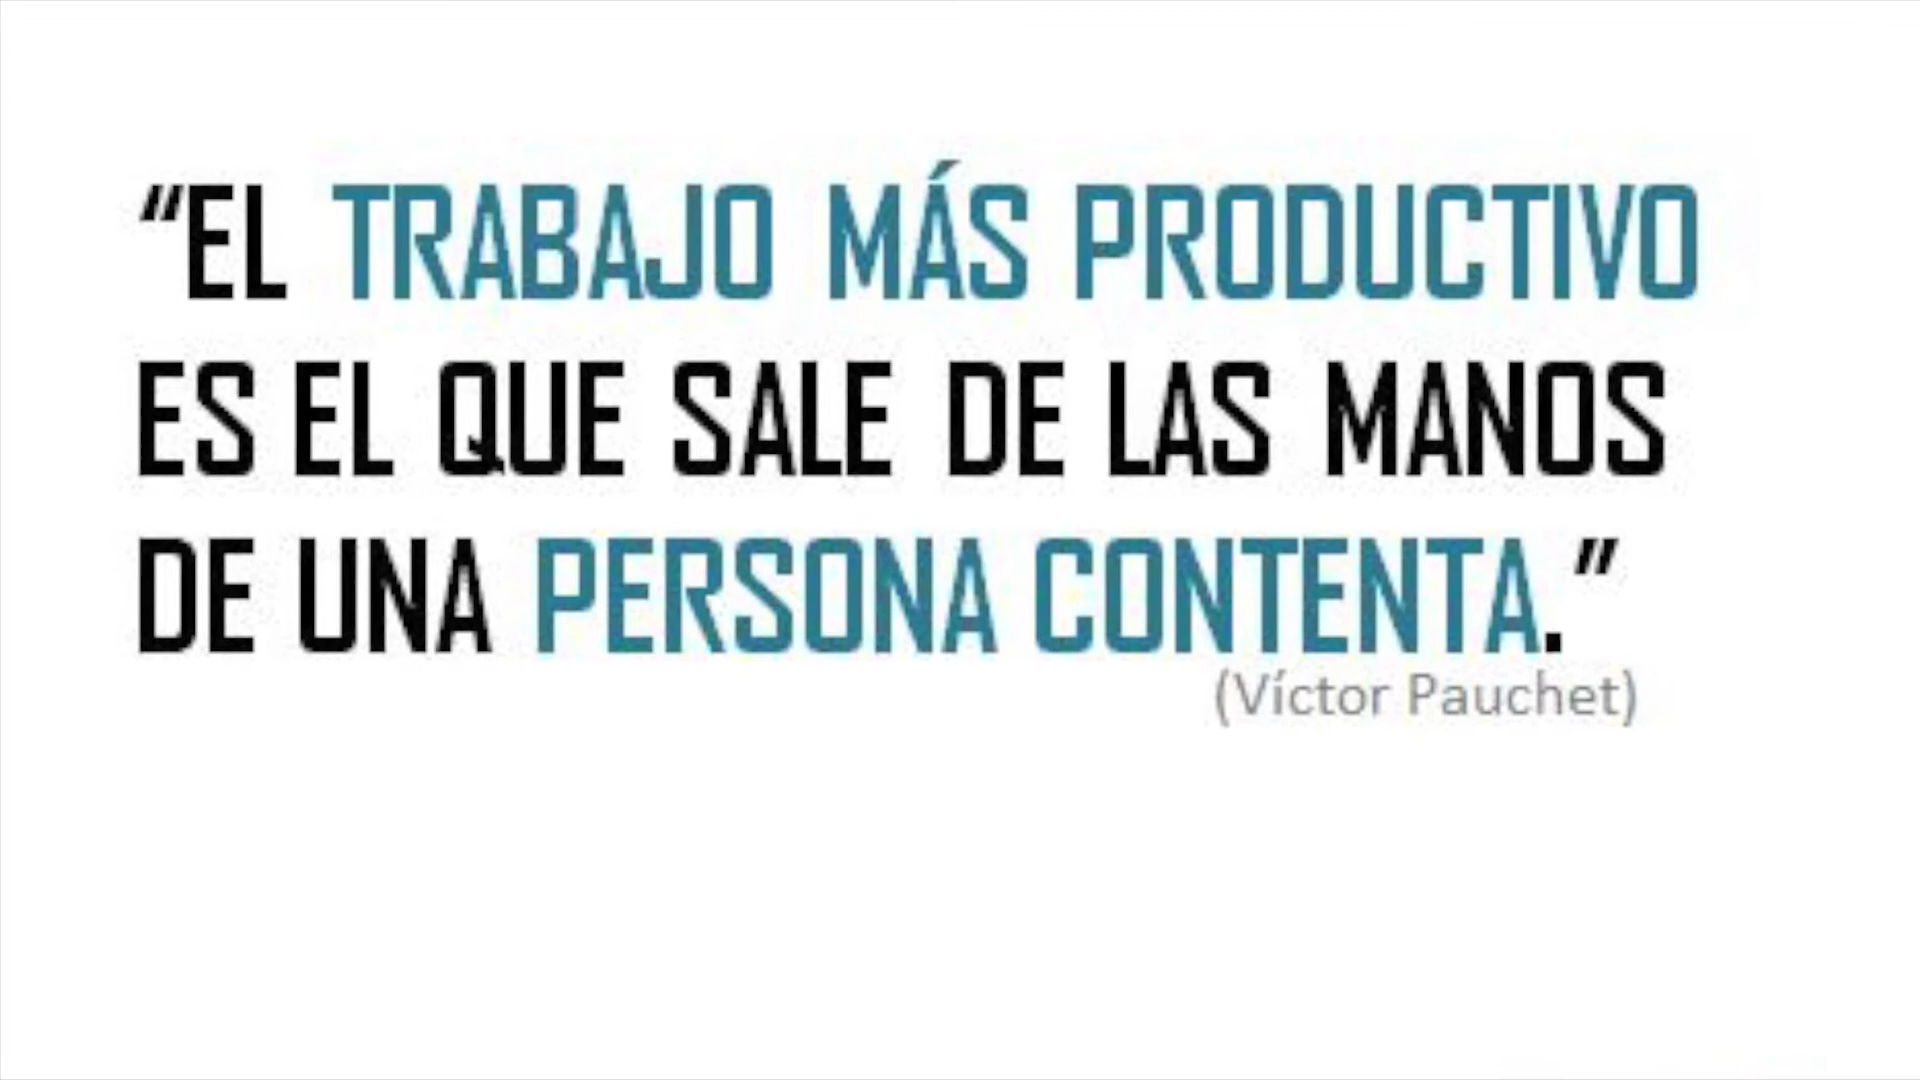 “EL TRABAJO MÁS PRODUCTIVO
ES EL QUE SALE DE LAS MANOS
DE UNA PERSONA CONTENTA.”
(Víctor Pauchet)